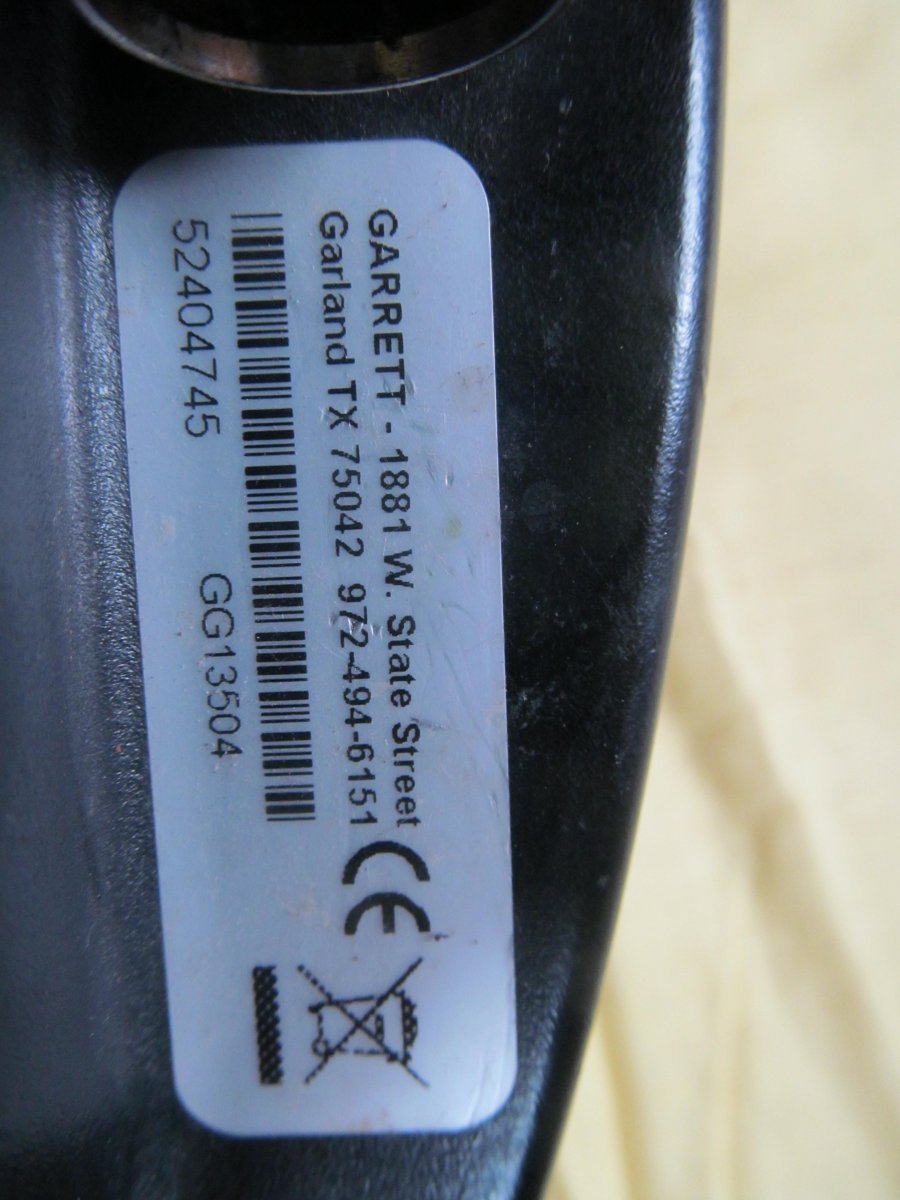 GARRETT - 1881 W. State Street
Garland TX 75042 972-494-6151
CE
52404745 GG13504